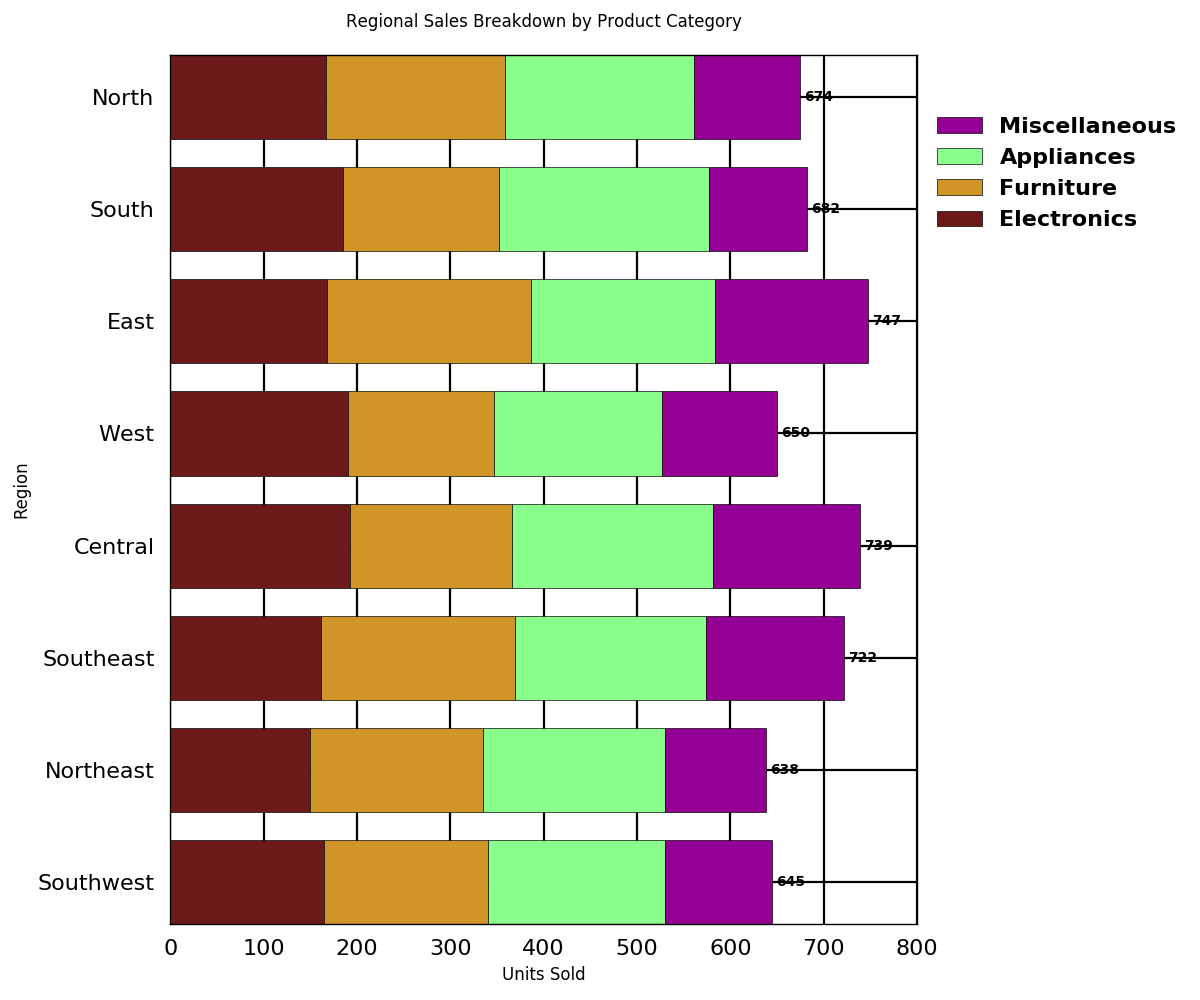 Regional Sales Breakdown by Product Category
North
674
South
682
East
747
West
650
Central
739
Southeast
722
Northeast
638
Southwest
645
0 100 200 300 400 500 600 700 800
Units Sold
Region
Miscellaneous
Appliances
Furniture
Electronics